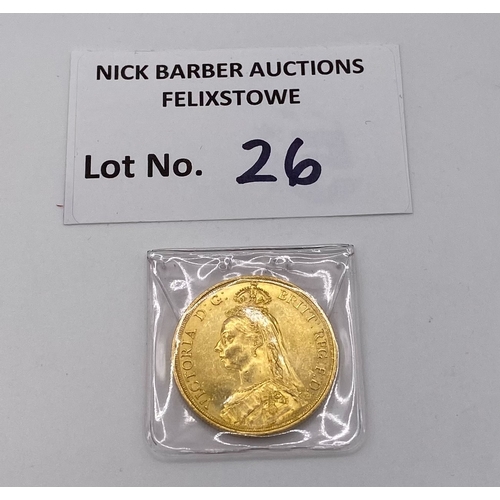 NICK BARBER AUCTIONS
FELIXSTOWE
Lot No. 26
VICTORIA D: G: BRITT: REG: F: D: